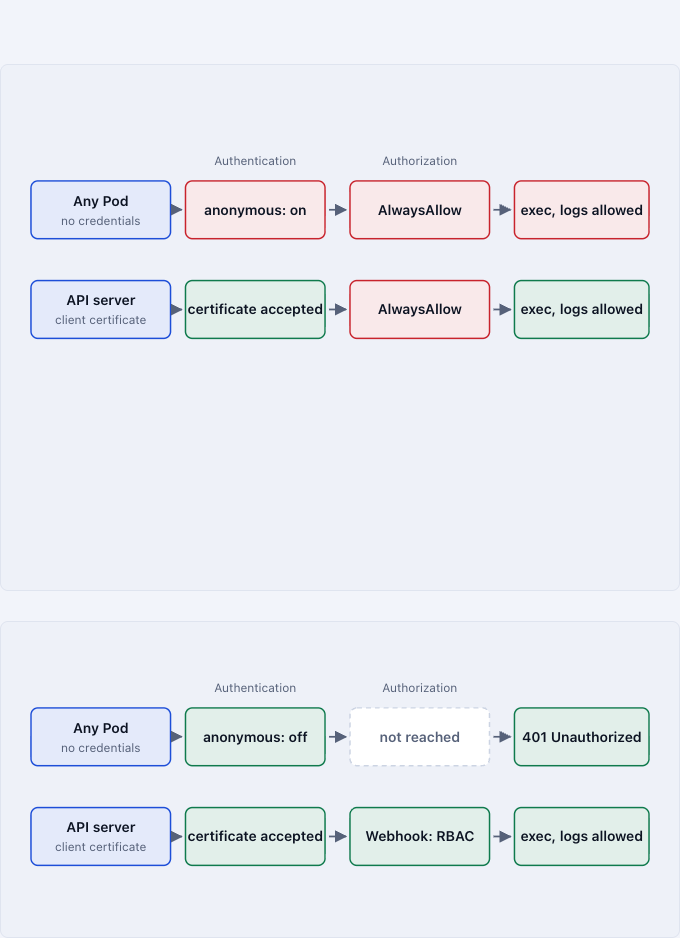 Authentication
Authorization
Any Pod
no credentials
anonymous: on
AlwaysAllow
exec, logs allowed
API server
client certificate
certificate accepted
AlwaysAllow
exec, logs allowed
Authentication
Authorization
Any Pod
no credentials
anonymous: off
not reached
401 Unauthorized
API server
client certificate
certificate accepted
Webhook: RBAC
exec, logs allowed